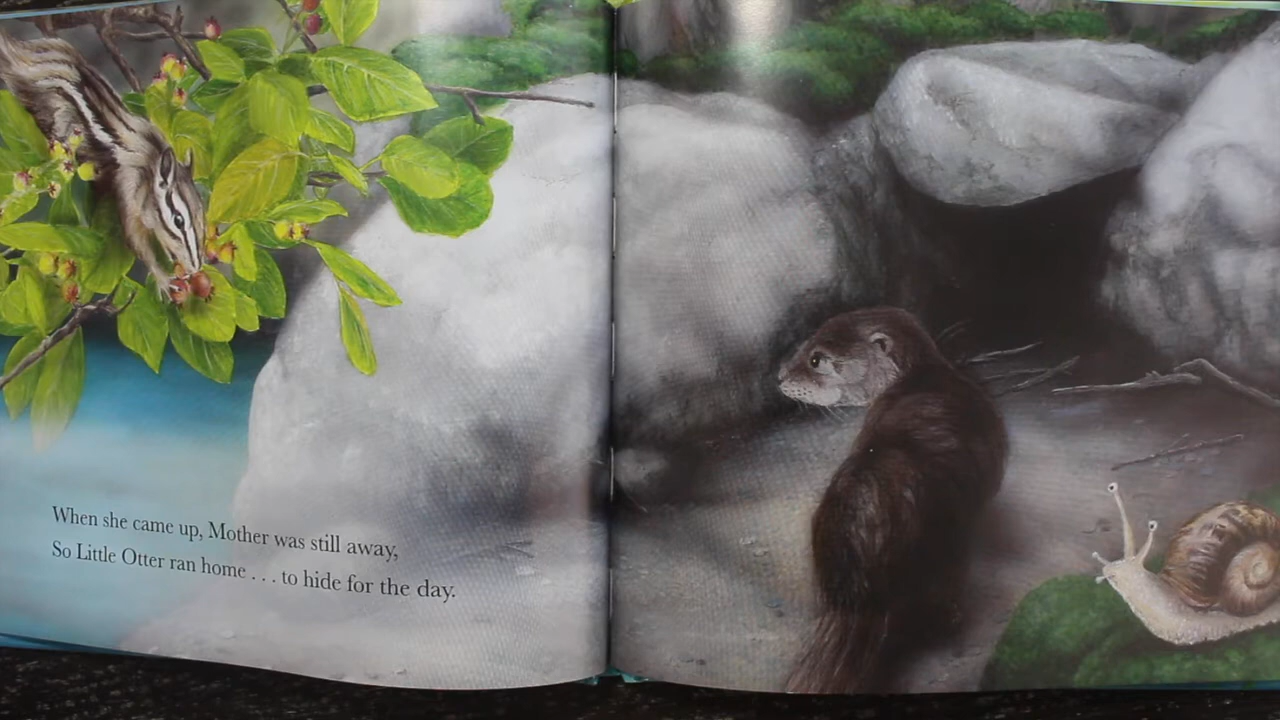 When she came up, Mother was still away,
So Little Otter ran home . . . to hide for the day.